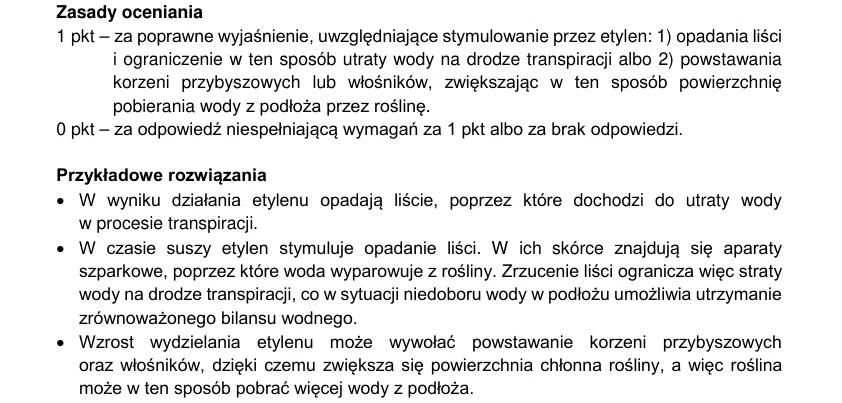 Zasady oceniania
1 pkt – za poprawne wyjaśnienie, uwzględniające stymulowanie przez etylen: 1) opadania liści
i ograniczenie w ten sposób utraty wody na drodze transpiracji albo 2) powstawania
korzeni przybyszowych lub włośników, zwiększając w ten sposób powierzchnię
pobierania wody z podłoża przez roślinę.
0 pkt – za odpowiedź niespełniającą wymagań za 1 pkt albo za brak odpowiedzi.
Przykładowe rozwiązania
• W wyniku działania etylenu opadają liście, poprzez które dochodzi do utraty wody
w procesie transpiracji.
• W czasie suszy etylen stymuluje opadanie liści. W ich skórce znajdują się aparaty
szparkowe, poprzez które woda wyparowuje z rośliny. Zrzucenie liści ogranicza więc straty
wody na drodze transpiracji, co w sytuacji niedoboru wody w podłożu umożliwia utrzymanie
zrównoważonego bilansu wodnego.
• Wzrost wydzielania etylenu może wywołać powstawanie korzeni przybyszowych
oraz włośników, dzięki czemu zwiększa się powierzchnia chłonna rośliny, a więc roślina
może w ten sposób pobrać więcej wody z podłoża.